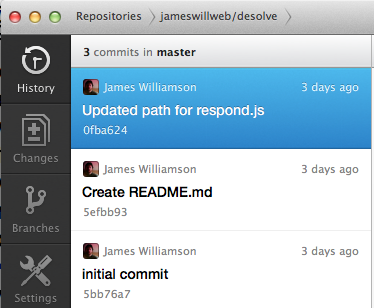 Repositories jameswillweb/desolve
3 commits in master
History
James Williamson 3 days ago
Updated path for respond.js
0fba624
Changes
James Williamson 3 days ago
Create README.md
5efbb93
Branches
James Williamson 3 days ago
initial commit
5bb76a7
Settings